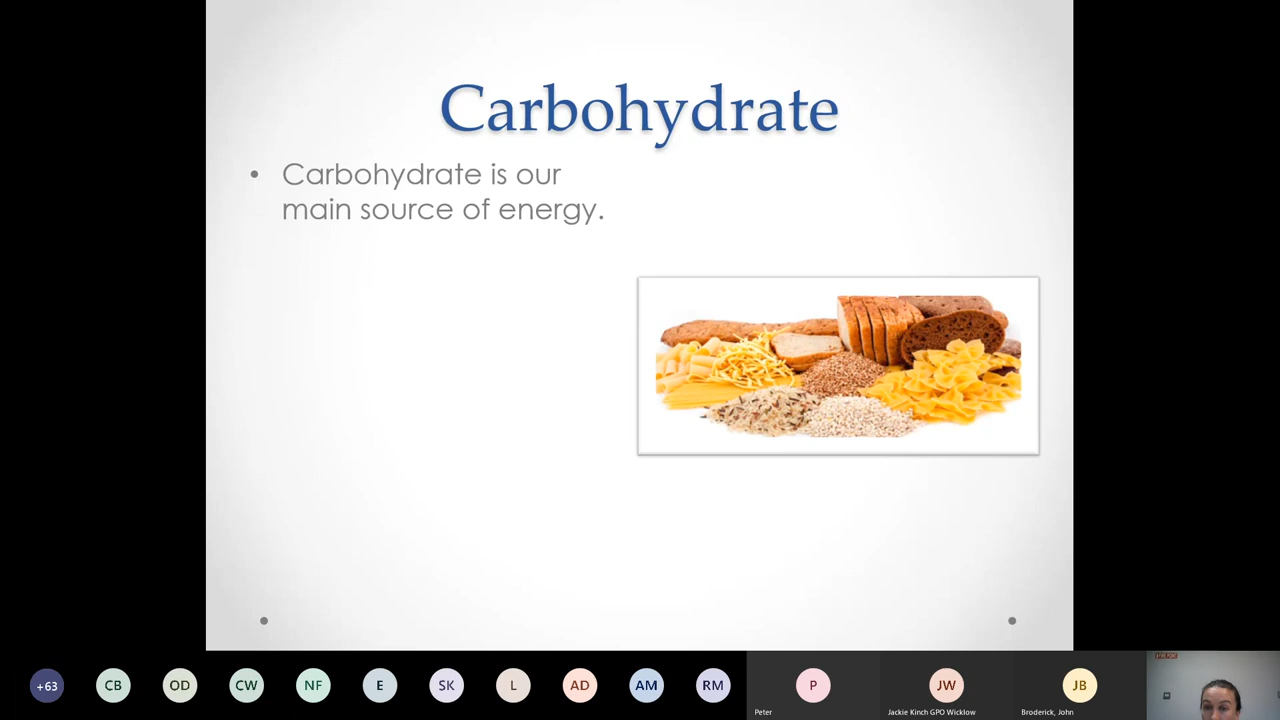 Carbohydrate
• Carbohydrate is our
main source of energy.
+63
CB
OD
CW
NF
E
SK
L
AD
AM
RM
P
Peter
JW
Jackie Kinch GPO Wicklow
JB
Broderick, John